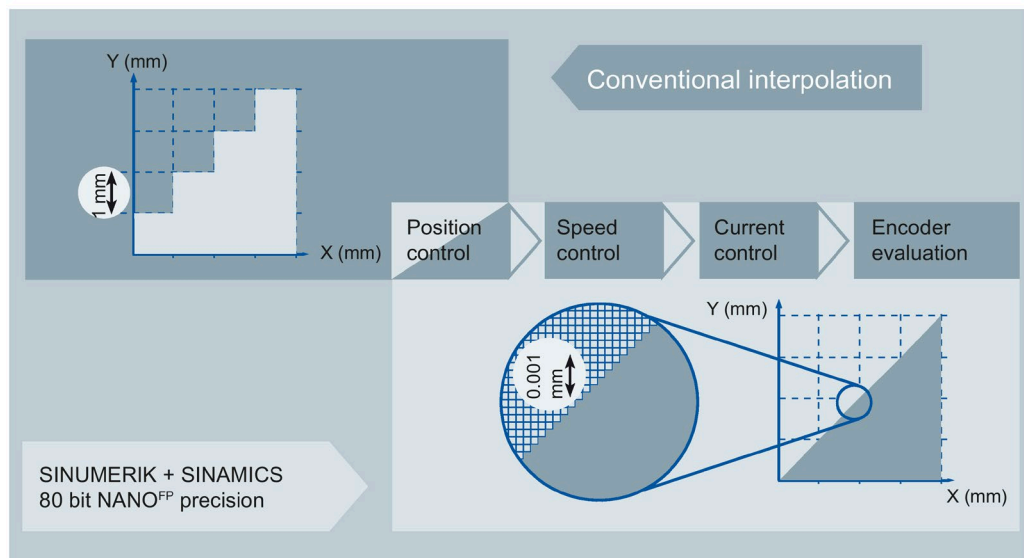 Y (mm)
1 mm
X (mm)
Conventional interpolation
Position
control
Speed
control
Current
control
Encoder
evaluation
0.001
mm
Y (mm)
X (mm)
SINUMERIK + SINAMICS
80 bit NANOFP precision